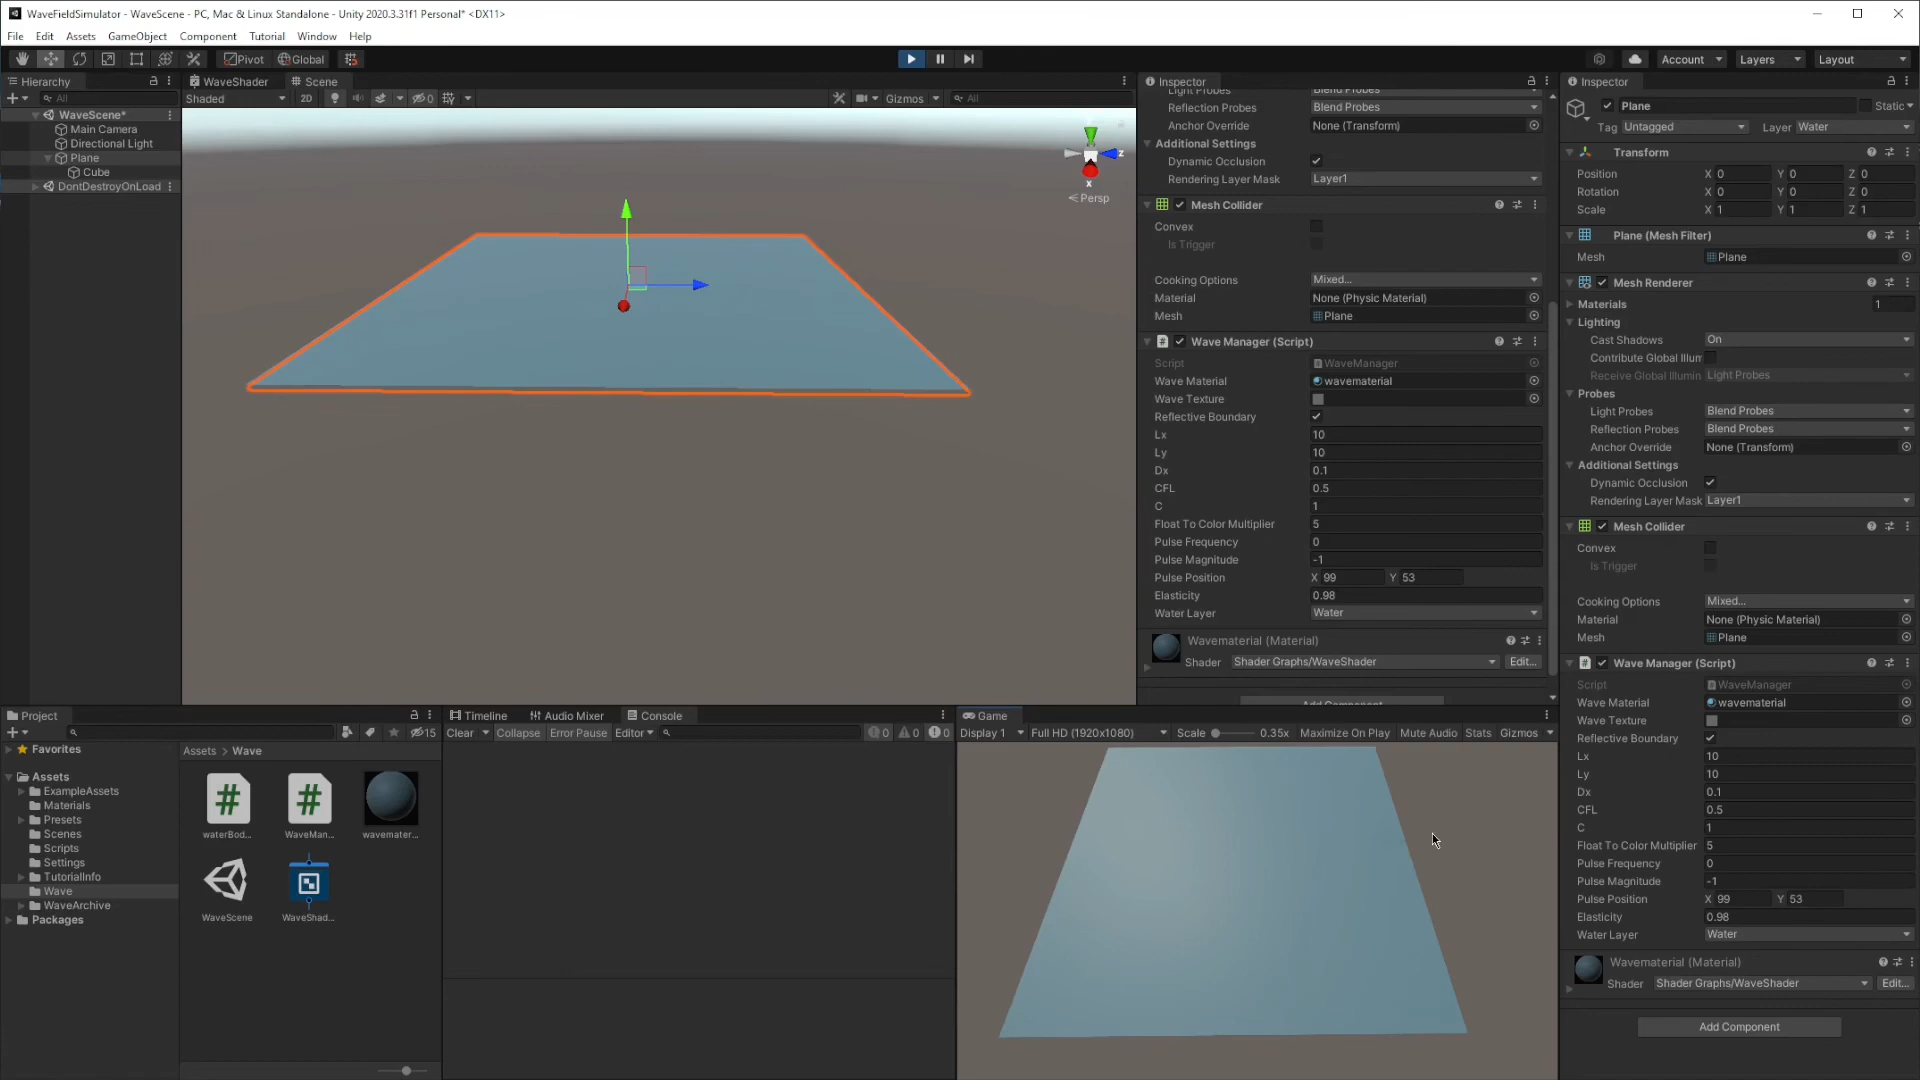 WaveFieldSimulator - WaveScene - PC, Mac & Linux Standalone - Unity 2020.3.31f1 Personal* <DX11>
File Edit Assets GameObject Component Tutorial Window Help
Pivot Global
Account Layers Layout
Hierarchy
All
WaveScene*
Main Camera
Directional Light
Plane
Cube
DontDestroyOnLoad
WaveShader Scene
Shaded 2D 0 Gizmos All
z
x
< Persp
Inspector
Light Probes Blend Probes
Reflection Probes Blend Probes
Anchor Override None (Transform)
Additional Settings
Dynamic Occlusion
Rendering Layer Mask Layer1
Mesh Collider
Convex
Is Trigger
Cooking Options Mixed...
Material None (Physic Material)
Mesh Plane
Wave Manager (Script)
Script WaveManager
Wave Material wavematerial
Wave Texture
Reflective Boundary
Lx 10
Ly 10
Dx 0.1
CFL 0.5
C 1
Float To Color Multiplier 5
Pulse Frequency 0
Pulse Magnitude -1
Pulse Position X 99 Y 53
Elasticity 0.98
Water Layer Water
Wavematerial (Material)
Shader Shader Graphs/WaveShader Edit...
Add Component
Inspector
Plane Static
Tag Untagged Layer Water
Transform
Position X 0 Y 0 Z 0
Rotation X 0 Y 0 Z 0
Scale X 1 Y 1 Z 1
Plane (Mesh Filter)
Mesh Plane
Mesh Renderer
Materials 1
Lighting
Cast Shadows On
Contribute Global Illum
Receive Global Illumin Light Probes
Probes
Light Probes Blend Probes
Reflection Probes Blend Probes
Anchor Override None (Transform)
Additional Settings
Dynamic Occlusion
Rendering Layer Mask Layer1
Mesh Collider
Convex
Is Trigger
Cooking Options Mixed...
Material None (Physic Material)
Mesh Plane
Wave Manager (Script)
Script WaveManager
Wave Material wavematerial
Wave Texture
Reflective Boundary
Lx 10
Ly 10
Dx 0.1
CFL 0.5
C 1
Float To Color Multiplier 5
Pulse Frequency 0
Pulse Magnitude -1
Pulse Position X 99 Y 53
Elasticity 0.98
Water Layer Water
Wavematerial (Material)
Shader Shader Graphs/WaveShader Edit...
Add Component
Project
15
Favorites
Assets
ExampleAssets
Materials
Presets
Scenes
Scripts
Settings
TutorialInfo
Wave
WaveArchive
Packages
Assets > Wave
waterBod... WaveMan... wavemater...
WaveScene WaveShad...
Timeline Audio Mixer Console
Clear Collapse Error Pause Editor 0 0 0
Game
Display 1 Full HD (1920x1080) Scale 0.35x Maximize On Play Mute Audio Stats Gizmos